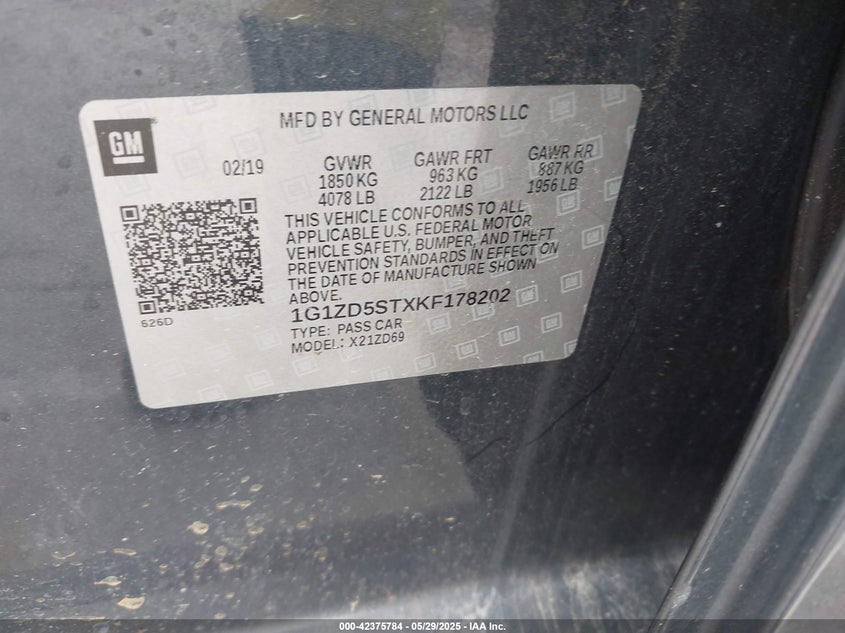 MFD BY GENERAL MOTORS LLC
GM
02/19
GVWR GAWR FRT GAWR RR
1850 KG 963 KG 887 KG
4078 LB 2122 LB 1956 LB
THIS VEHICLE CONFORMS TO ALL
APPLICABLE U.S. FEDERAL MOTOR
VEHICLE SAFETY, BUMPER, AND THEFT
PREVENTION STANDARDS IN EFFECT ON
THE DATE OF MANUFACTURE SHOWN
ABOVE.
1G1ZD5STXKF178202
626D
TYPE: PASS CAR
MODEL: X21ZD69
000-42375784 - 05/29/2025 - IAA Inc.